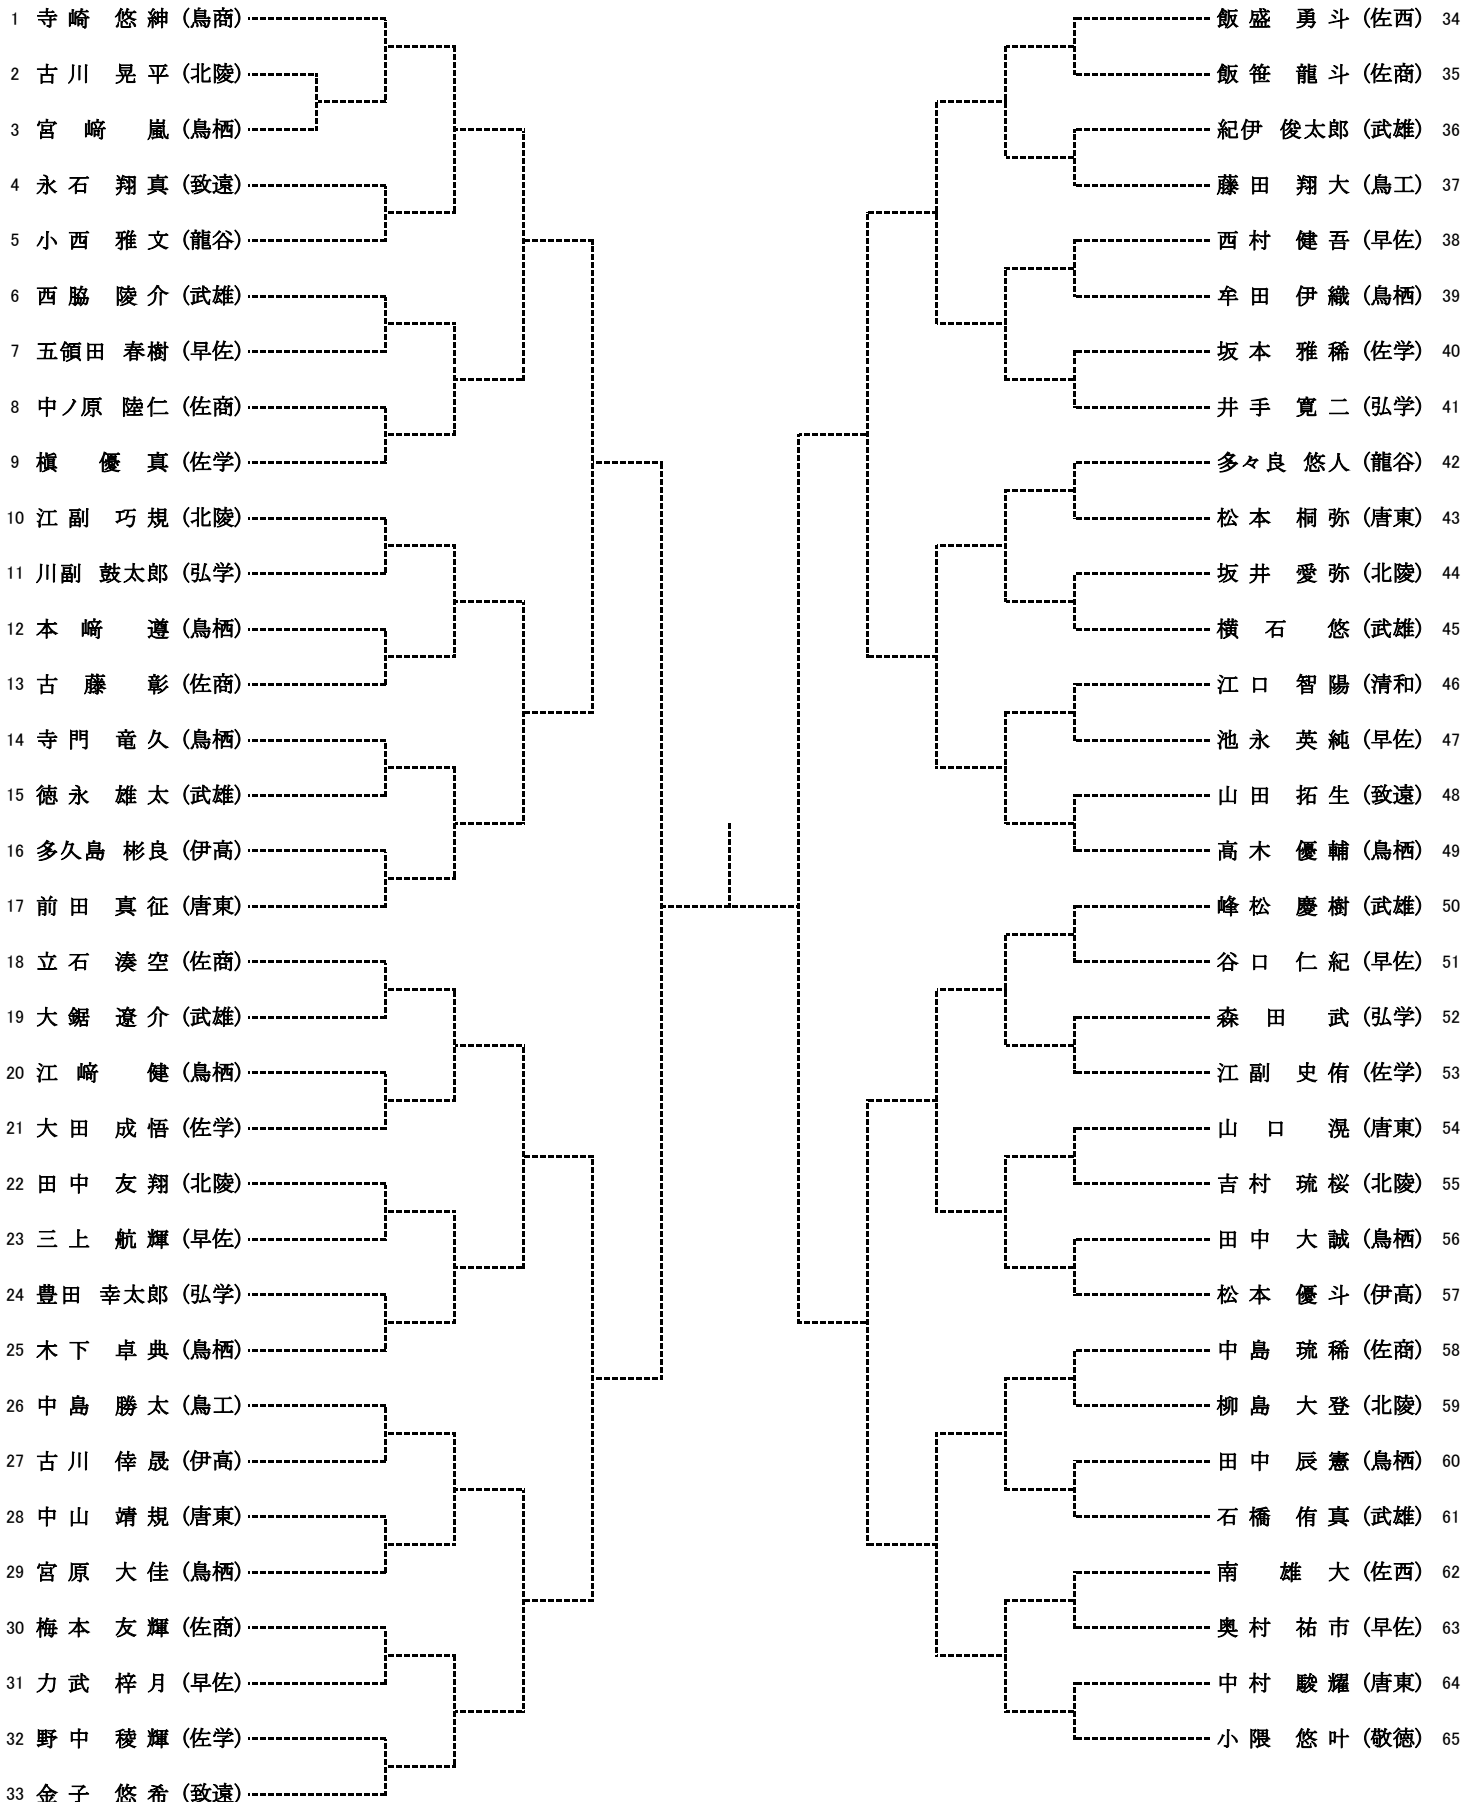 1 寺崎 悠紳 (鳥商)
2 古川 晃平 (北陵)
3 宮﨑 嵐 (鳥栖)
4 永石 翔真 (致遠)
5 小西 雅文 (龍谷)
6 西脇 陵介 (武雄)
7 五領田 春樹 (早佐)
8 中ノ原 陸仁 (佐商)
9 槇 優真 (佐学)
10 江副 巧規 (北陵)
11 川副 鼓太郎 (弘学)
12 本﨑 遵 (鳥栖)
13 古藤 彰 (佐商)
14 寺門 竜久 (鳥栖)
15 徳永 雄太 (武雄)
16 多久島 彬良 (伊高)
17 前田 真征 (唐東)
18 立石 湊空 (佐商)
19 大鋸 遼介 (武雄)
20 江﨑 健 (鳥栖)
21 大田 成悟 (佐学)
22 田中 友翔 (北陵)
23 三上 航輝 (早佐)
24 豊田 幸太郎 (弘学)
25 木下 卓典 (鳥栖)
26 中島 勝太 (鳥工)
27 古川 倖晟 (伊高)
28 中山 靖規 (唐東)
29 宮原 大佳 (鳥栖)
30 梅本 友輝 (佐商)
31 力武 梓月 (早佐)
32 野中 稜輝 (佐学)
33 金子 悠希 (致遠)
飯盛 勇斗 (佐西) 34
飯笹 龍斗 (佐商) 35
紀伊 俊太郎 (武雄) 36
藤田 翔大 (鳥工) 37
西村 健吾 (早佐) 38
牟田 伊織 (鳥栖) 39
坂本 雅稀 (佐学) 40
井手 寛二 (弘学) 41
多々良 悠人 (龍谷) 42
松本 桐弥 (唐東) 43
坂井 愛弥 (北陵) 44
横石 悠 (武雄) 45
江口 智陽 (清和) 46
池永 英純 (早佐) 47
山田 拓生 (致遠) 48
高木 優輔 (鳥栖) 49
峰松 慶樹 (武雄) 50
谷口 仁紀 (早佐) 51
森田 武 (弘学) 52
江副 史侑 (佐学) 53
山口 滉 (唐東) 54
吉村 琉桜 (北陵) 55
田中 大誠 (鳥栖) 56
松本 優斗 (伊高) 57
中島 琉稀 (佐商) 58
柳島 大登 (北陵) 59
田中 辰憲 (鳥栖) 60
石橋 侑真 (武雄) 61
南 雄大 (佐西) 62
奥村 祐市 (早佐) 63
中村 駿耀 (唐東) 64
小隈 悠叶 (敬徳) 65